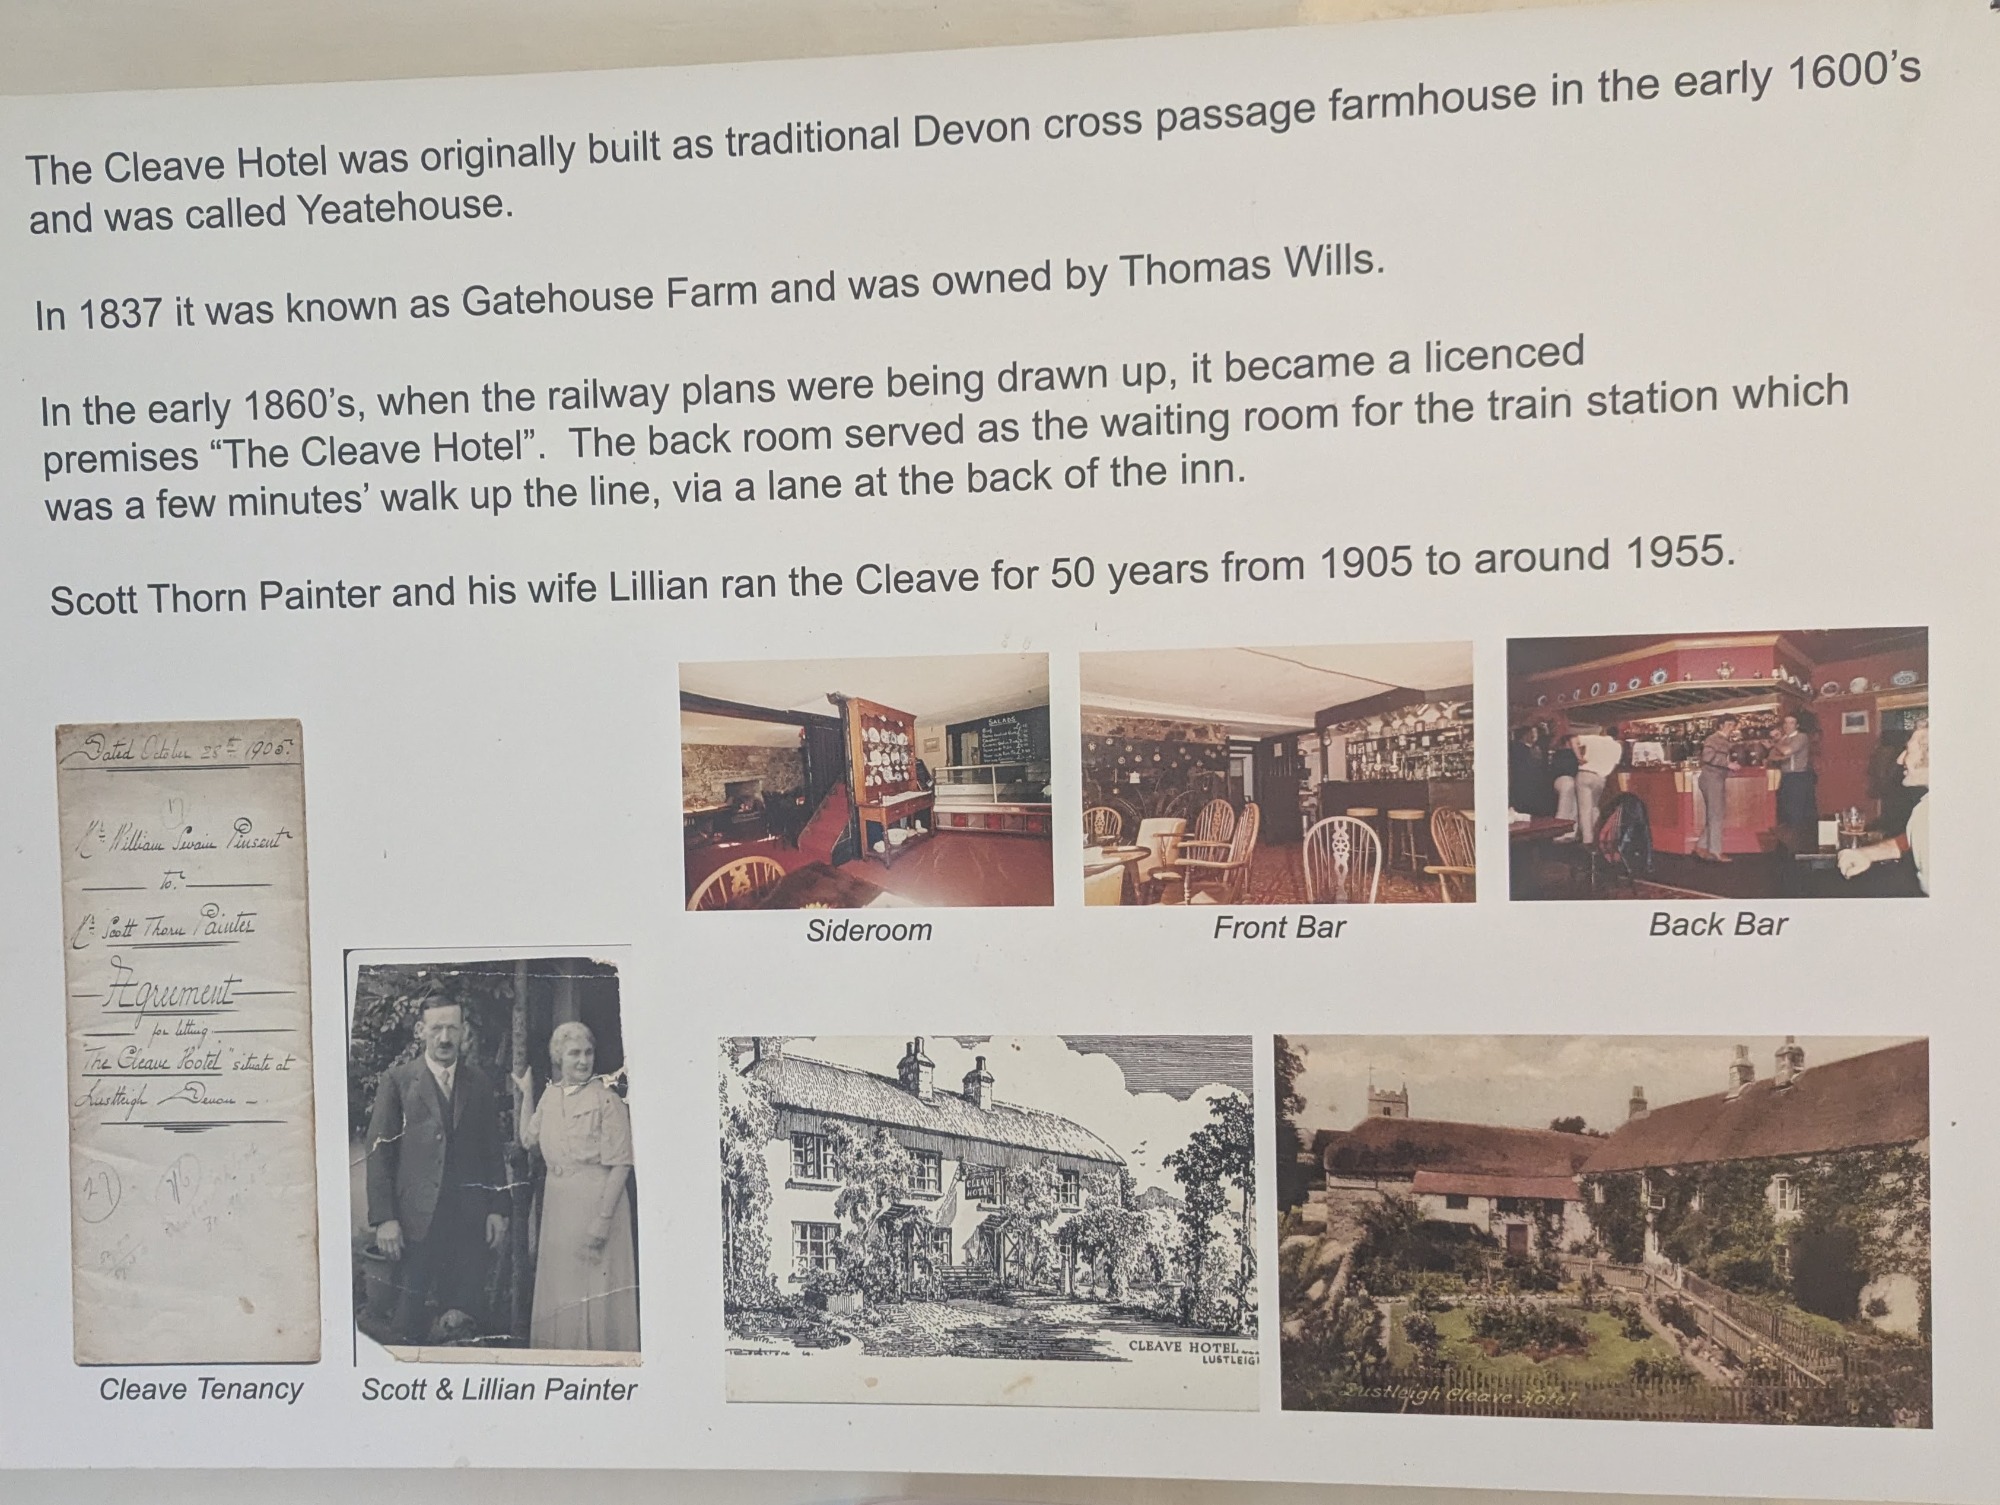 The Cleave Hotel was originally built as traditional Devon cross passage farmhouse in the early 1600's
and was called Yeatehouse.
In 1837 it was known as Gatehouse Farm and was owned by Thomas Wills.
In the early 1860's, when the railway plans were being drawn up, it became a licenced
premises “The Cleave Hotel”. The back room served as the waiting room for the train station which
was a few minutes’ walk up the line, via a lane at the back of the inn.
Scott Thorn Painter and his wife Lillian ran the Cleave for 50 years from 1905 to around 1955.
Dated October 25th 1905.
Mr William Swain Pinsent
to
Mr Scott Thorn Painter
Agreement
for letting
"The Cleave Hotel" situate at
Lustleigh Devon
27
Cleave Tenancy
Scott & Lillian Painter
SALADS
Sideroom
Front Bar
Back Bar
CLEAVE
HOTEL
CLEAVE HOTEL
LUSTLEIG
Lustleigh Cleave Hotel